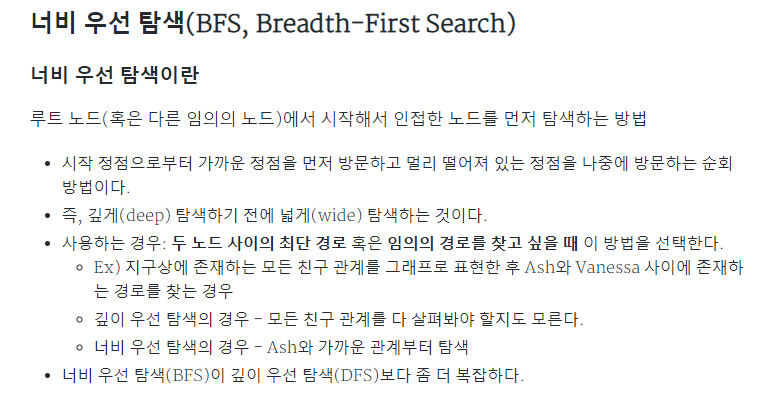 너비 우선 탐색(BFS, Breadth-First Search)
너비 우선 탐색이란
루트 노드(혹은 다른 임의의 노드)에서 시작해서 인접한 노드를 먼저 탐색하는 방법
• 시작 정점으로부터 가까운 정점을 먼저 방문하고 멀리 떨어져 있는 정점을 나중에 방문하는 순회
방법이다.
• 즉, 깊게(deep) 탐색하기 전에 넓게(wide) 탐색하는 것이다.
• 사용하는 경우: 두 노드 사이의 최단 경로 혹은 임의의 경로를 찾고 싶을 때 이 방법을 선택한다.
◦ Ex) 지구상에 존재하는 모든 친구 관계를 그래프로 표현한 후 Ash와 Vanessa 사이에 존재하
는 경로를 찾는 경우
◦ 깊이 우선 탐색의 경우 - 모든 친구 관계를 다 살펴봐야 할지도 모른다.
◦ 너비 우선 탐색의 경우 - Ash와 가까운 관계부터 탐색
• 너비 우선 탐색(BFS)이 깊이 우선 탐색(DFS)보다 좀 더 복잡하다.